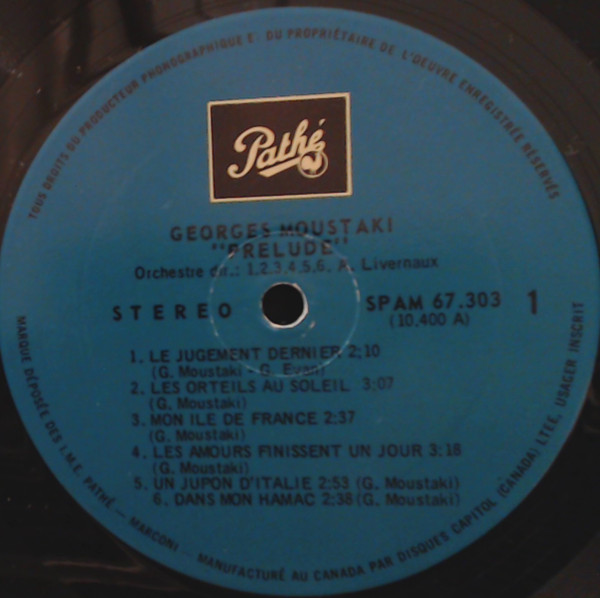 TOUS DROITS DU PRODUCTEUR PHONOGRAPHIQUE E· DU PROPRIÉTAIRE DE L'OEUVRE ENREGISTRÉE RÉSERVÉS
Pathé
GEORGES MOUSTAKI
"PRELUDE"
Orchestre dir.: 1,2,3,4,5,6, A. Livernaux
STEREO SPAM 67.303 1
(10,400 A)
1. LE JUGEMENT DERNIER 2:10
(G. Moustaki - G. Evan)
2. LES ORTEILS AU SOLEIL 3:07
(G. Moustaki)
3. MON ILE DE FRANCE 2:37
(G. Moustaki)
4. LES AMOURS FINISSENT UN JOUR 3:18
(G. Moustaki)
5. UN JUPON D'ITALIE 2:53 (G. Moustaki)
6. DANS MON HAMAC 2:38 (G. Moustaki)
MARQUE DÉPOSÉE DES I.M.E. PATHÉ — MARCONI - MANUFACTURÉ AU CANADA PAR DISQUES CAPITOL (CANADA) LTÉE, USAGER INSCRIT